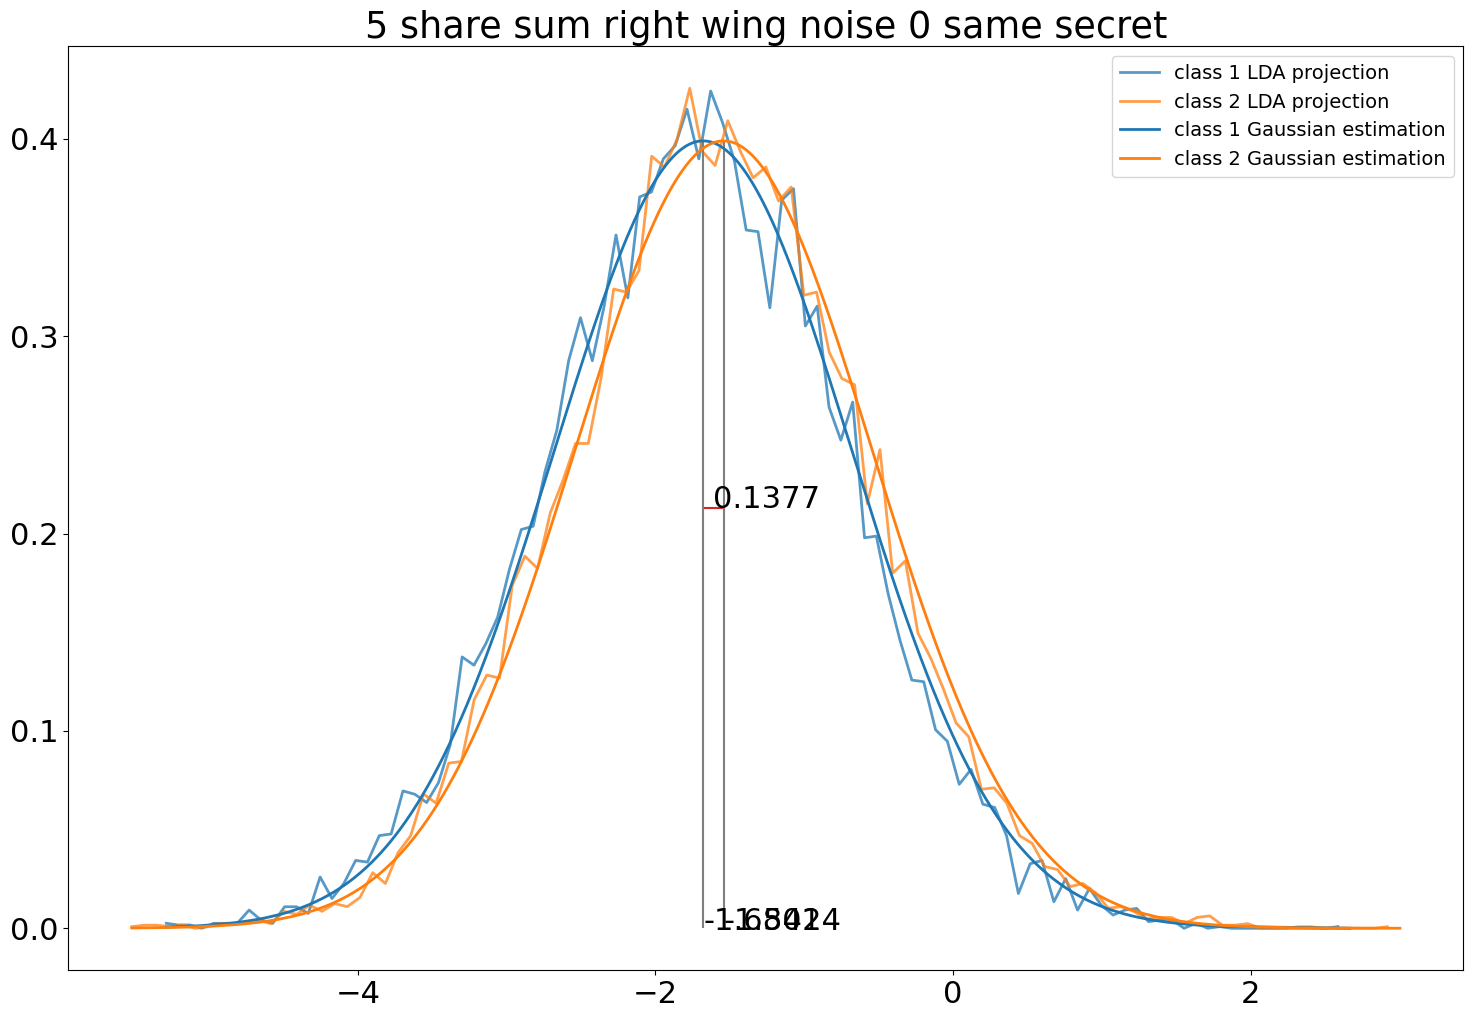 5 share sum right wing noise 0 same secret
class 1 LDA projection
class 2 LDA projection
class 1 Gaussian estimation
class 2 Gaussian estimation
0.4
0.3
0.2
0.1377
0.1
0.0
−4
−2
0
2